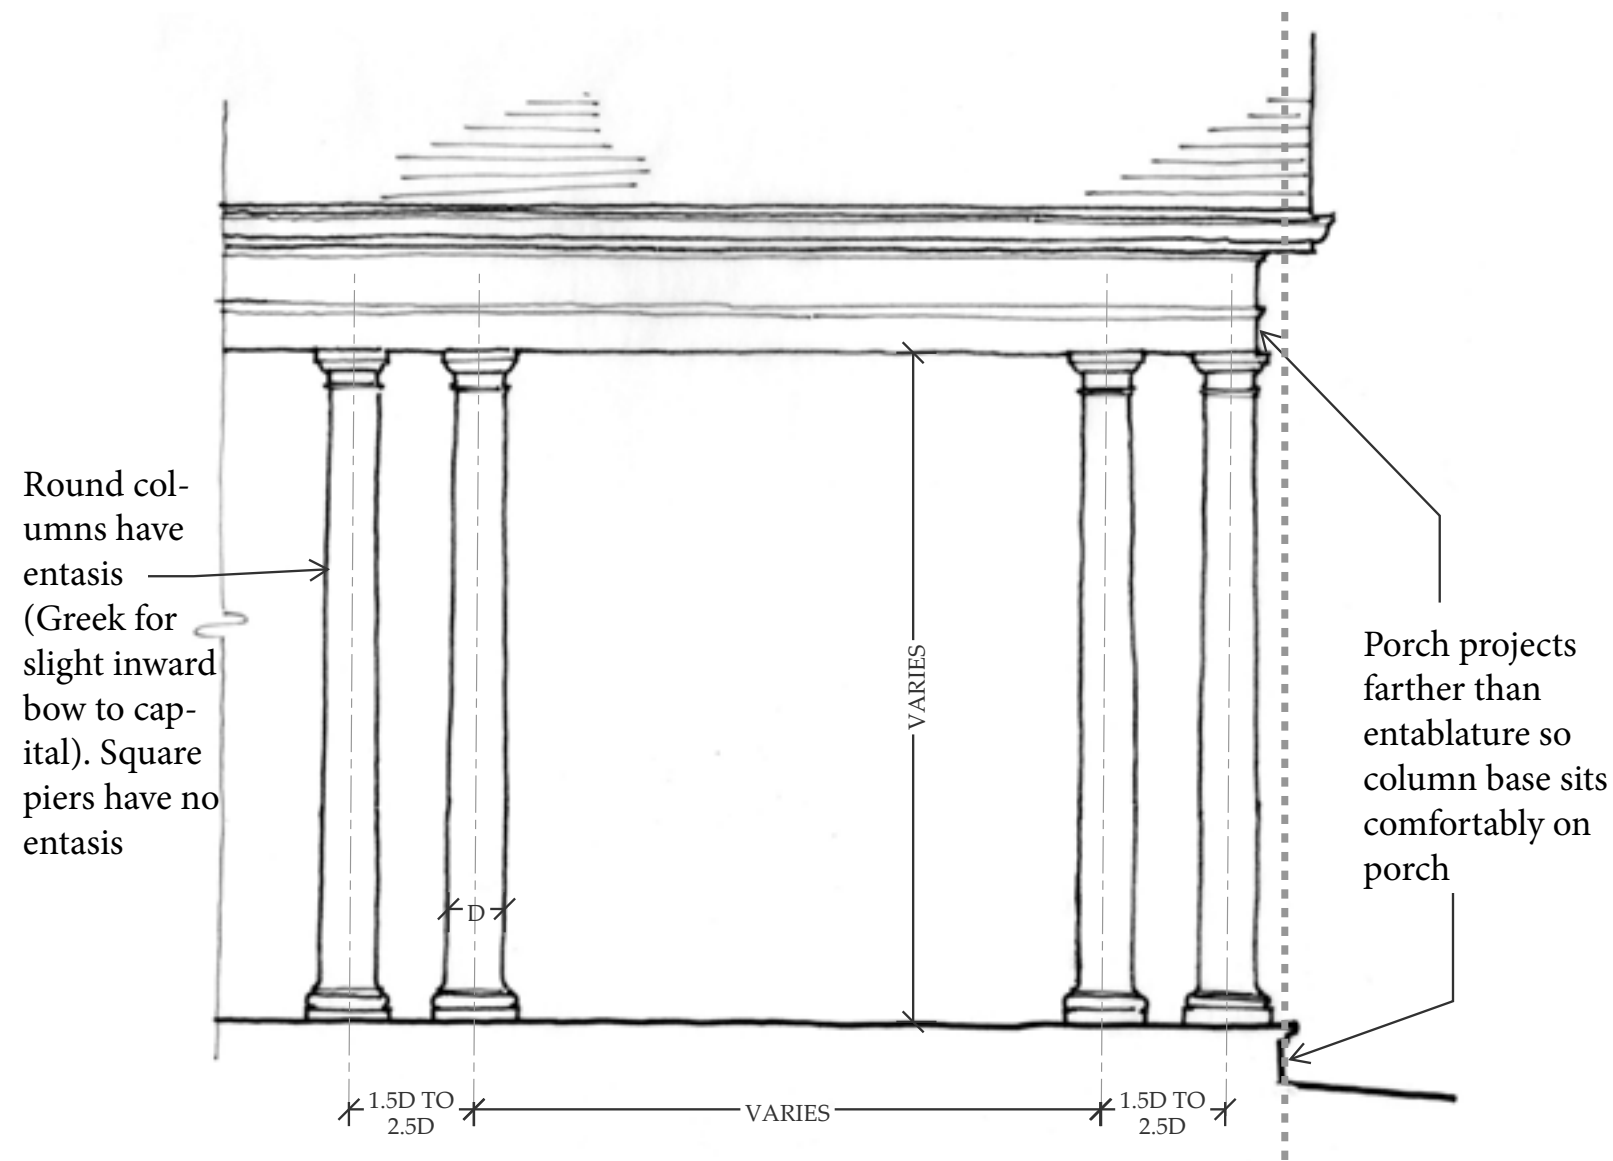 Round col-
umns have
entasis
(Greek for
slight inward
bow to cap-
ital). Square
piers have no
entasis
VARIES
Porch projects
farther than
entablature so
column base sits
comfortably on
porch
D
1.5D TO
2.5D
VARIES
1.5D TO
2.5D